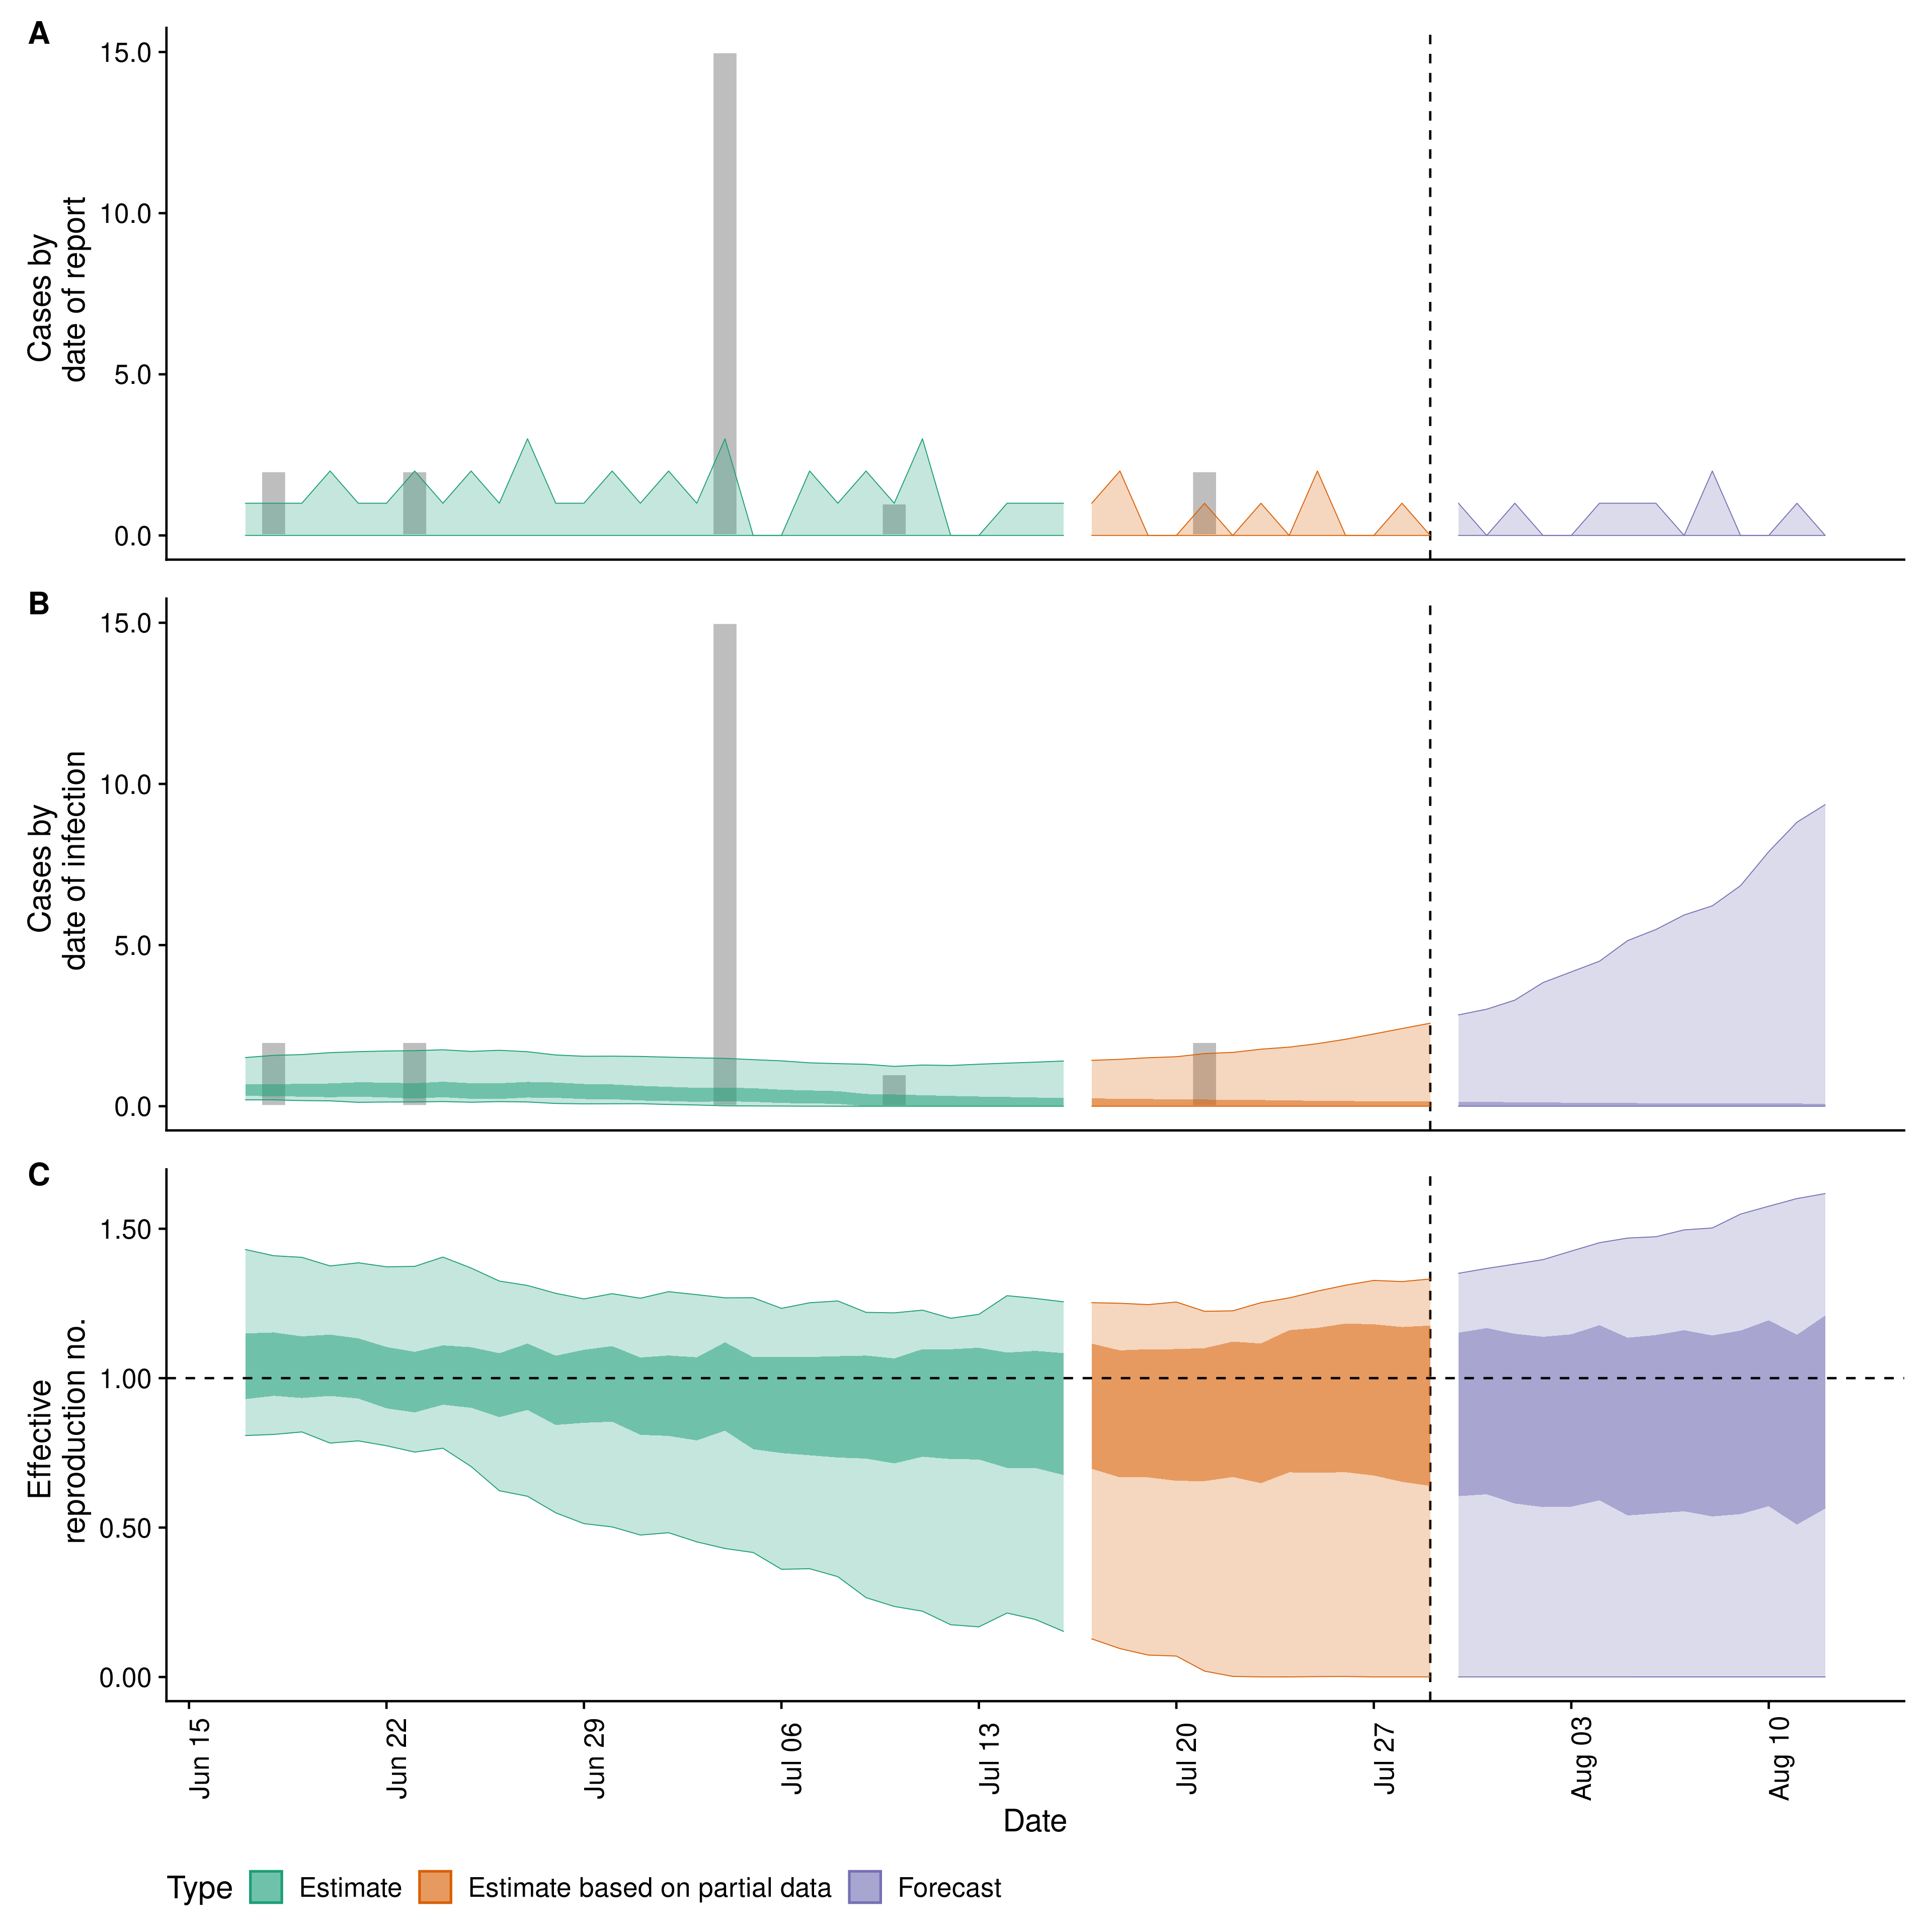 A
15.0
10.0
5.0
0.0
Cases by
date of report
B
15.0
10.0
5.0
0.0
Cases by
date of infection
C
1.50
1.00
0.50
0.00
Effective
reproduction no.
Jun 15
Jun 22
Jun 29
Jul 06
Jul 13
Jul 20
Jul 27
Aug 03
Aug 10
Date
Type Estimate Estimate based on partial data Forecast